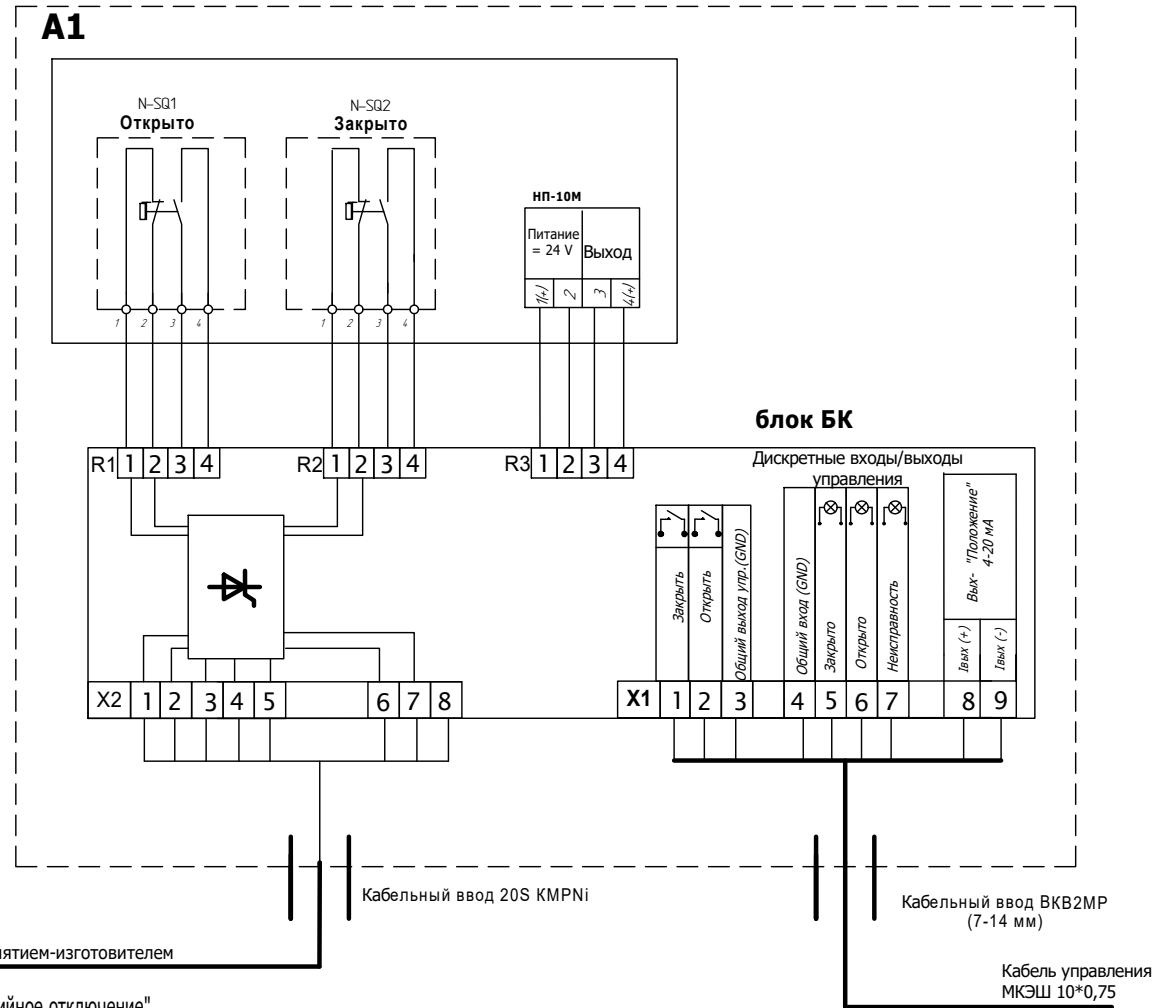 A1
N-SQ1
Открыто
N-SQ2
Закрыто
1 2 3 4
1 2 3 4
НП-10М
Питание
= 24 V
Выход
1(+) 2 3 4(+)
блок БК
R1 1 2 3 4
R2 1 2 3 4
R3 1 2 3 4
Дискретные входы/выходы
управления
Закрыть
Открыть
Общий выход упр.(GND)
Общий вход (GND)
Закрыто
Открыто
Неисправность
Вых- "Положение"
4-20 мА
Iвых (+)
Iвых (-)
X2 1 2 3 4 5 6 7 8
X1 1 2 3 4 5 6 7 8 9
Кабельный ввод 20S KMPNi
Кабельный ввод ВКВ2МР
(7-14 мм)
ятием-изготовителем
Кабель управления
МКЭШ 10*0,75
ийное отключение"